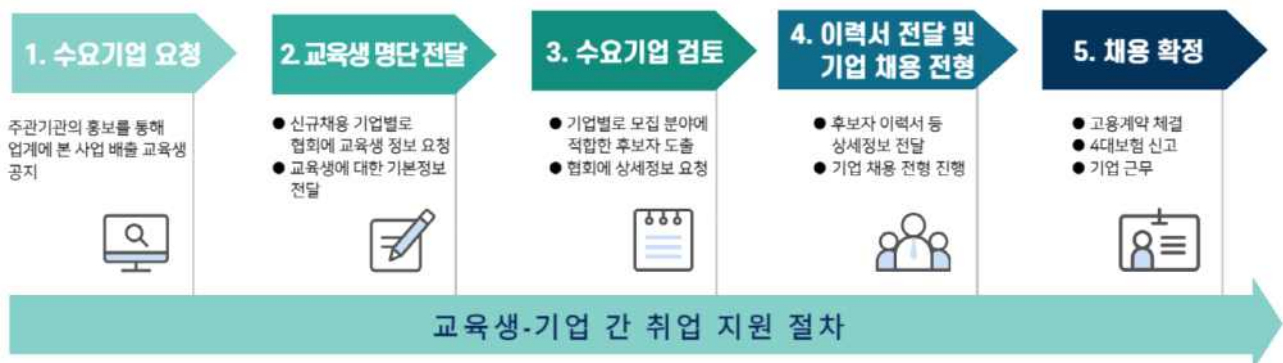 1. 수요기업 요청
주관기관의 홍보를 통해
업계에 본 사업 배출 교육생
공지
2. 교육생 명단 전달
● 신규채용 기업별로
협회에 교육생 정보 요청
● 교육생에 대한 기본정보
전달
3. 수요기업 검토
● 기업별로 모집 분야에
적합한 후보자 도출
● 협회에 상세정보 요청
4. 이력서 전달 및
기업 채용 전형
● 후보자 이력서 등
상세정보 전달
● 기업 채용 전형 진행
5. 채용 확정
● 고용계약 체결
● 4대보험 신고
● 기업 근무
교육생-기업 간 취업 지원 절차